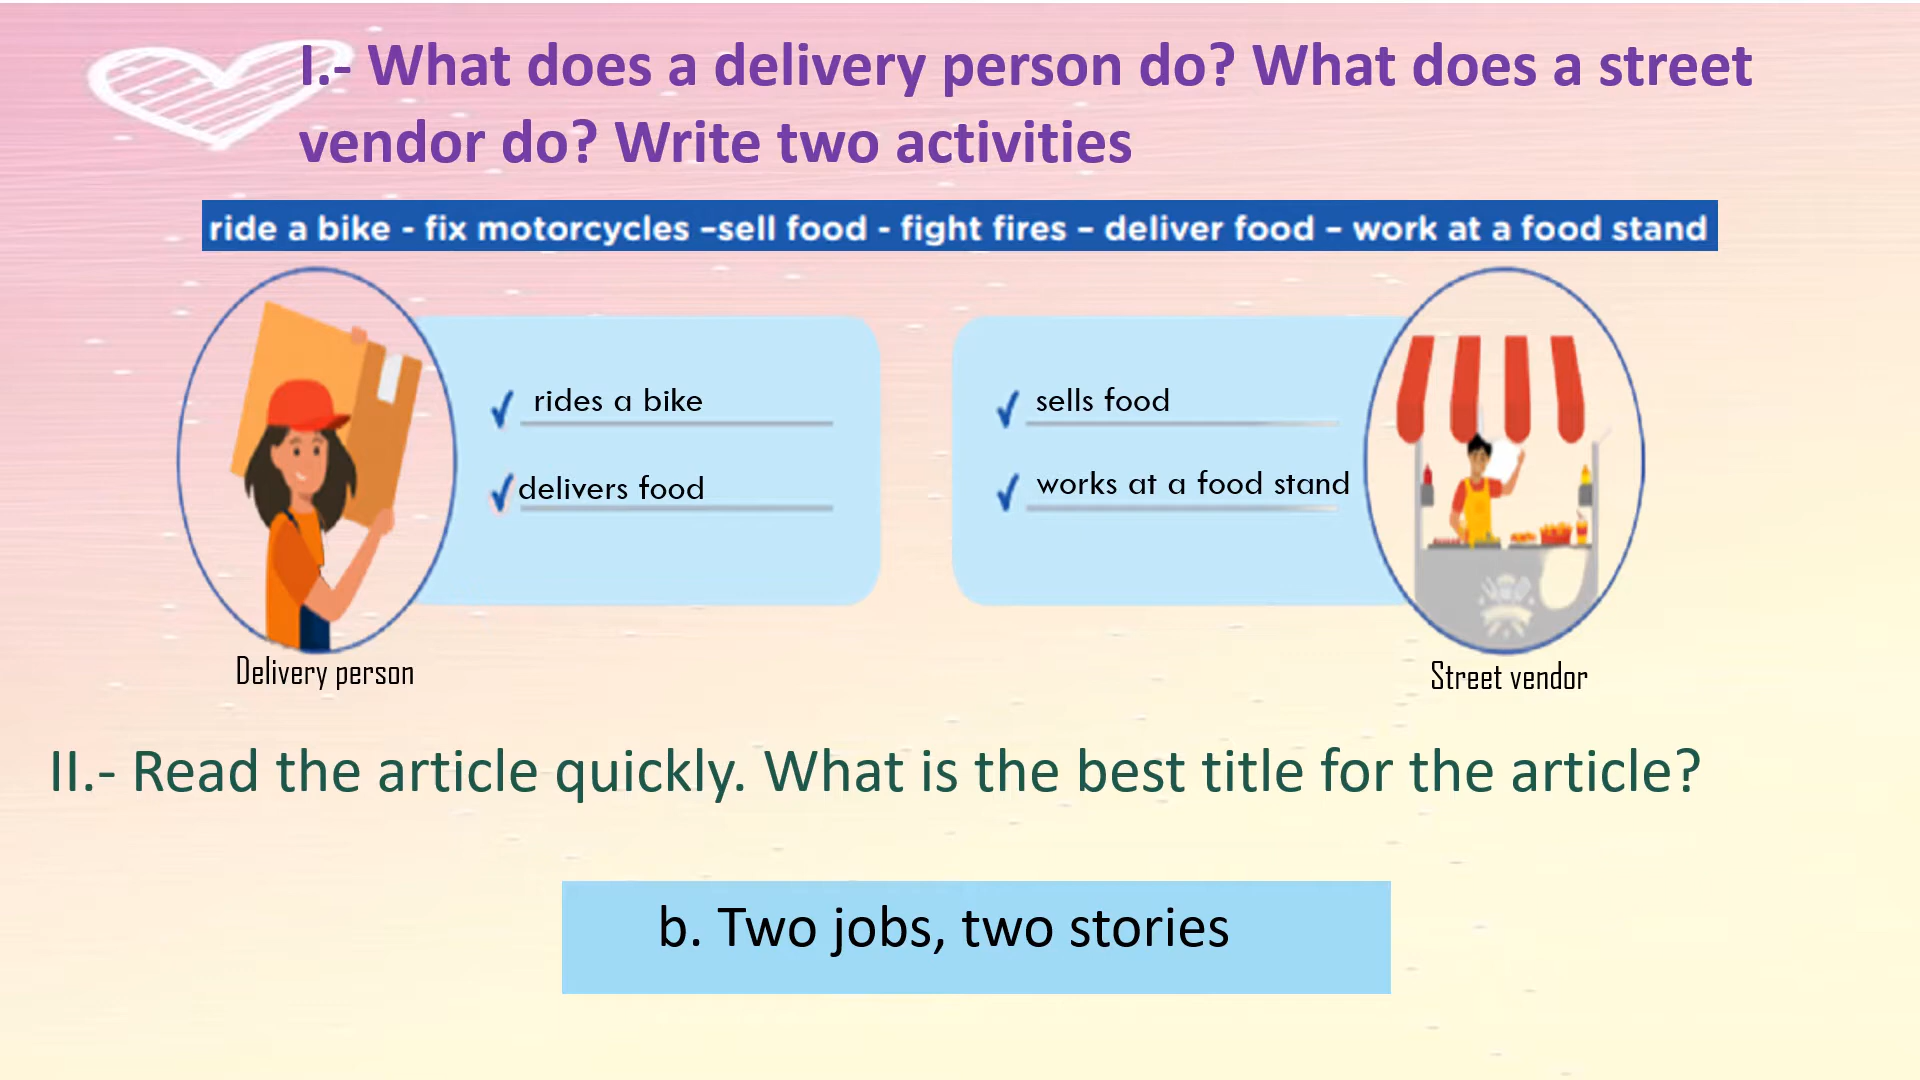 I.- What does a delivery person do? What does a street
vendor do? Write two activities
ride a bike - fix motorcycles –sell food - fight fires – deliver food – work at a food stand
rides a bike
delivers food
sells food
works at a food stand
Delivery person
Street vendor
II.- Read the article quickly. What is the best title for the article?
b. Two jobs, two stories